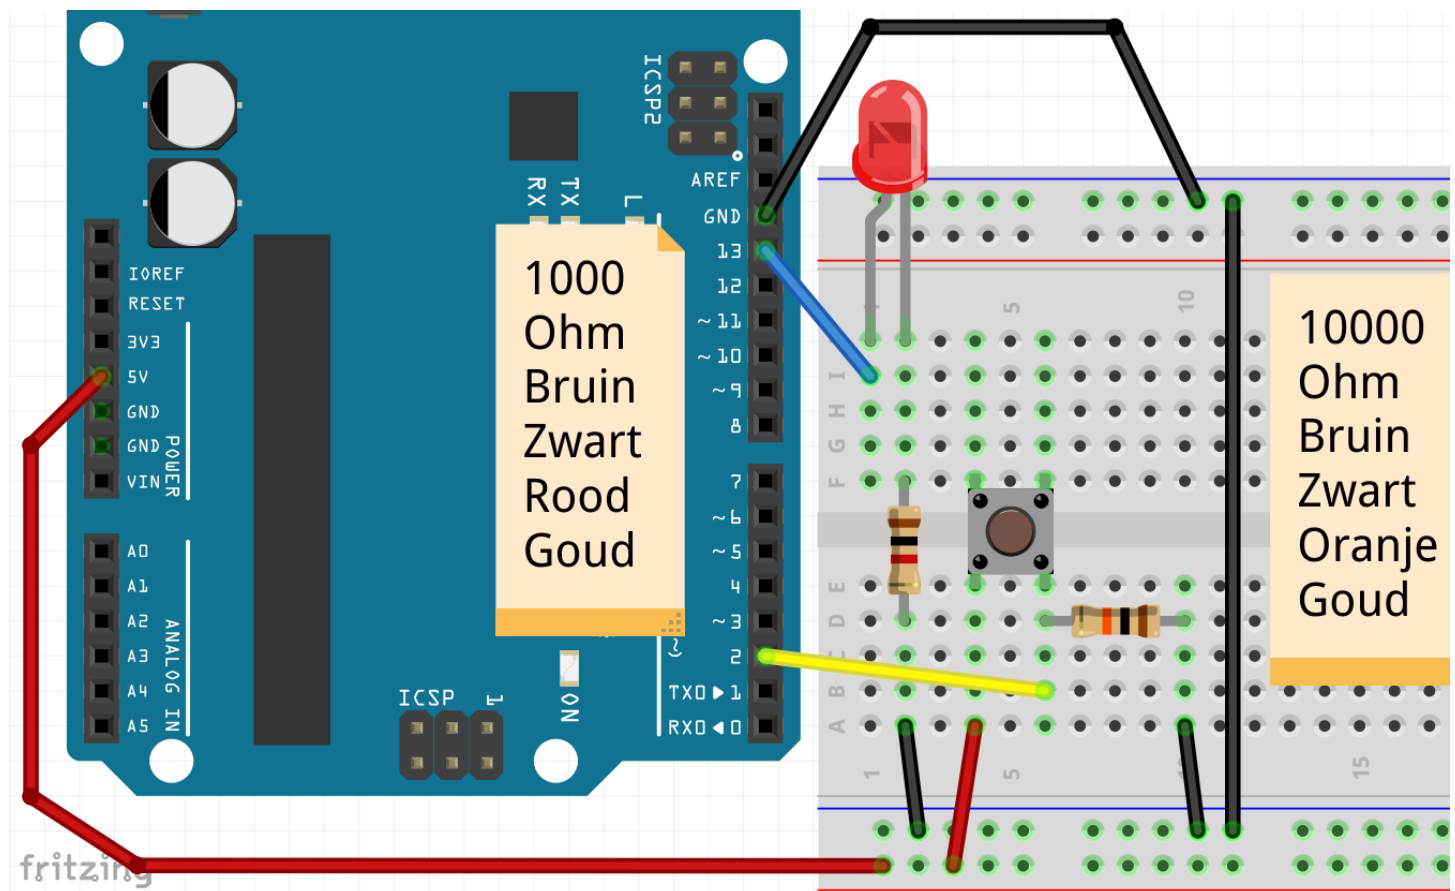 ICSP2
RX
TX
L
AREF
GND
13
12
~11
~10
~9
8
7
~6
~5
4
~3
2
TX0▶1
RX0◀0
IOREF
RESET
3V3
5V
GND
GND
VIN
POWER
A0
A1
A2
A3
A4
A5
ANALOG IN
ICSP
1
ON
1000
Ohm
Bruin
Zwart
Rood
Goud
5
10
I
H
G
F
E
D
C
B
A
1
5
10
15
10000
Ohm
Bruin
Zwart
Oranje
Goud
fritzing